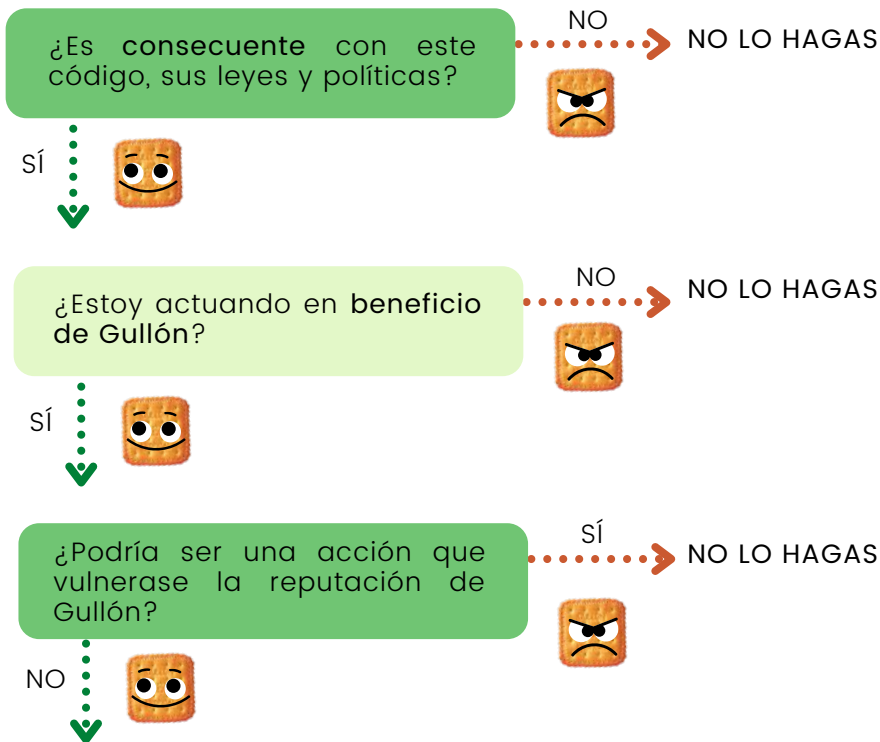 ¿Es consecuente con este
código, sus leyes y políticas?
NO
NO LO HAGAS
SÍ
¿Estoy actuando en beneficio
de Gullón?
NO
NO LO HAGAS
SÍ
¿Podría ser una acción que
vulnerase la reputación de
Gullón?
SÍ
NO LO HAGAS
NO